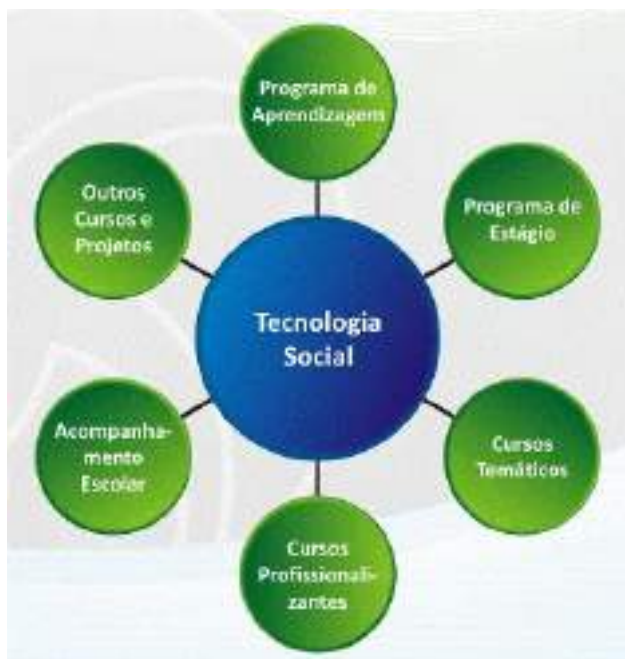 Programa de
Aprendizagem
Outros
Cursos e
Projetos
Programa de
Estágio
Tecnologia
Social
Acompanha-
mento
Escolar
Cursos
Temáticos
Cursos
Profissionali-
zantes